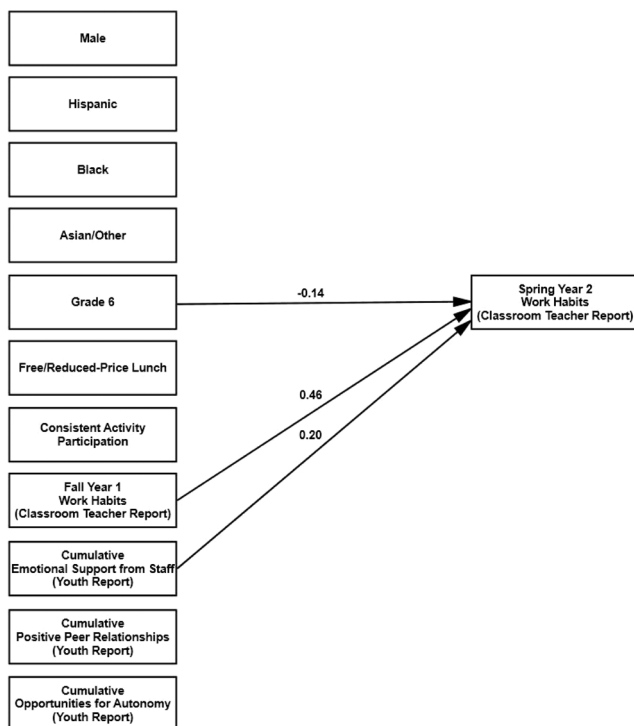 Male
Hispanic
Black
Asian/Other
Grade 6
-0.14
Spring Year 2
Work Habits
(Classroom Teacher Report)
Free/Reduced-Price Lunch
0.46
Consistent Activity
Participation
0.20
Fall Year 1
Work Habits
(Classroom Teacher Report)
Cumulative
Emotional Support from Staff
(Youth Report)
Cumulative
Positive Peer Relationships
(Youth Report)
Cumulative
Opportunities for Autonomy
(Youth Report)